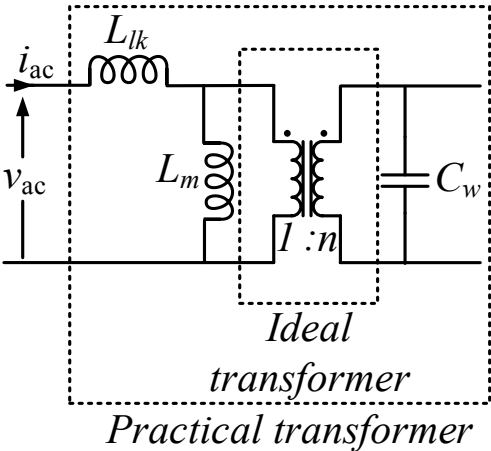 L_lk
i_ac
v_ac
L_m
C_w
1 :n
Ideal
transformer
Practical transformer